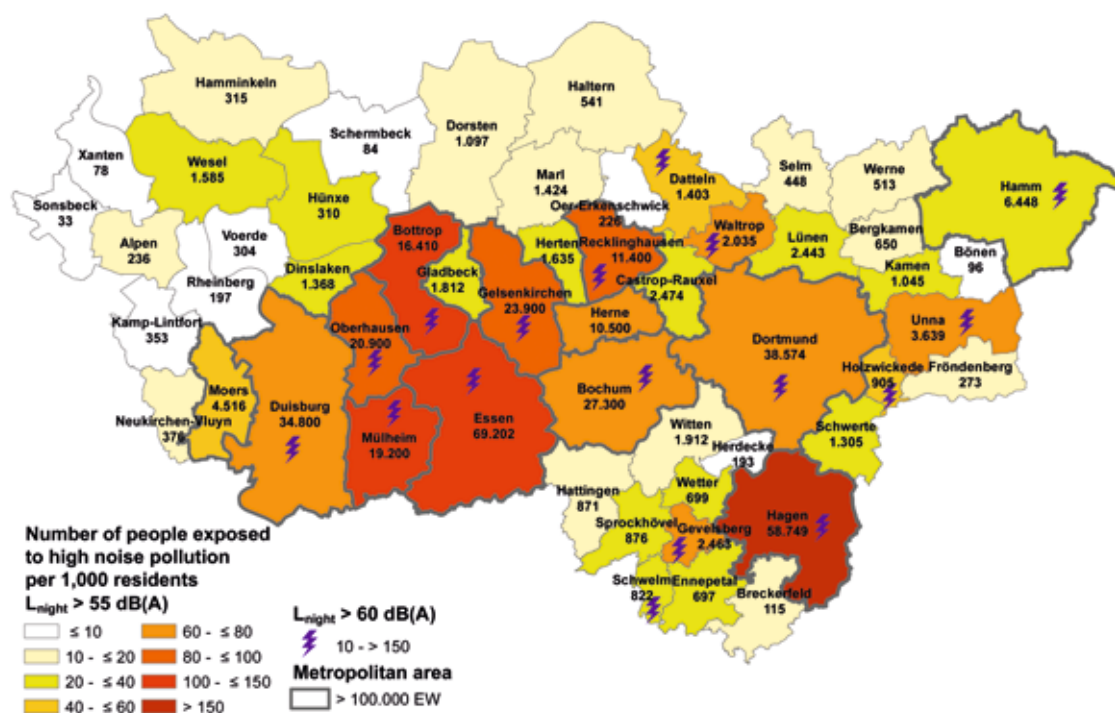 Hamminkeln
315
Haltern
541
Schermbeck
84
Dorsten
1.097
Xanten
78
Wesel
1.585
Marl
1.424
Datteln
1.403
Selm
448
Werne
513
Hamm
6.448
Sonsbeck
33
Hünxe
310
Oer-Erkenschwick
226
Alpen
236
Voerde
304
Bottrop
16.410
Herten
1.635
Recklinghausen
11.400
Waltrop
2.035
Lünen
2.443
Bergkamen
650
Bönen
96
Dinslaken
1.368
Gladbeck
1.812
Rheinberg
197
Gelsenkirchen
23.900
Castrop-Rauxel
2.474
Kamen
1.045
Kamp-Lintfort
353
Oberhausen
20.900
Herne
10.500
Dortmund
38.574
Unna
3.639
Holzwickede
905
Fröndenberg
273
Moers
4.516
Duisburg
34.800
Bochum
27.300
Neukirchen-Vluyn
376
Mülheim
19.200
Essen
69.202
Witten
1.912
Herdecke
193
Schwerte
1.305
Hattingen
871
Wetter
699
Hagen
58.749
Sprockhövel
876
Gevelsberg
2.463
Schwelm
822
Ennepetal
697
Breckerfeld
115
Number of people exposed
to high noise pollution
per 1,000 residents
Lnight > 55 dB(A)
≤ 10
10 - ≤ 20
20 - ≤ 40
40 - ≤ 60
60 - ≤ 80
80 - ≤ 100
100 - ≤ 150
> 150
Lnight > 60 dB(A)
10 - > 150
Metropolitan area
> 100.000 EW